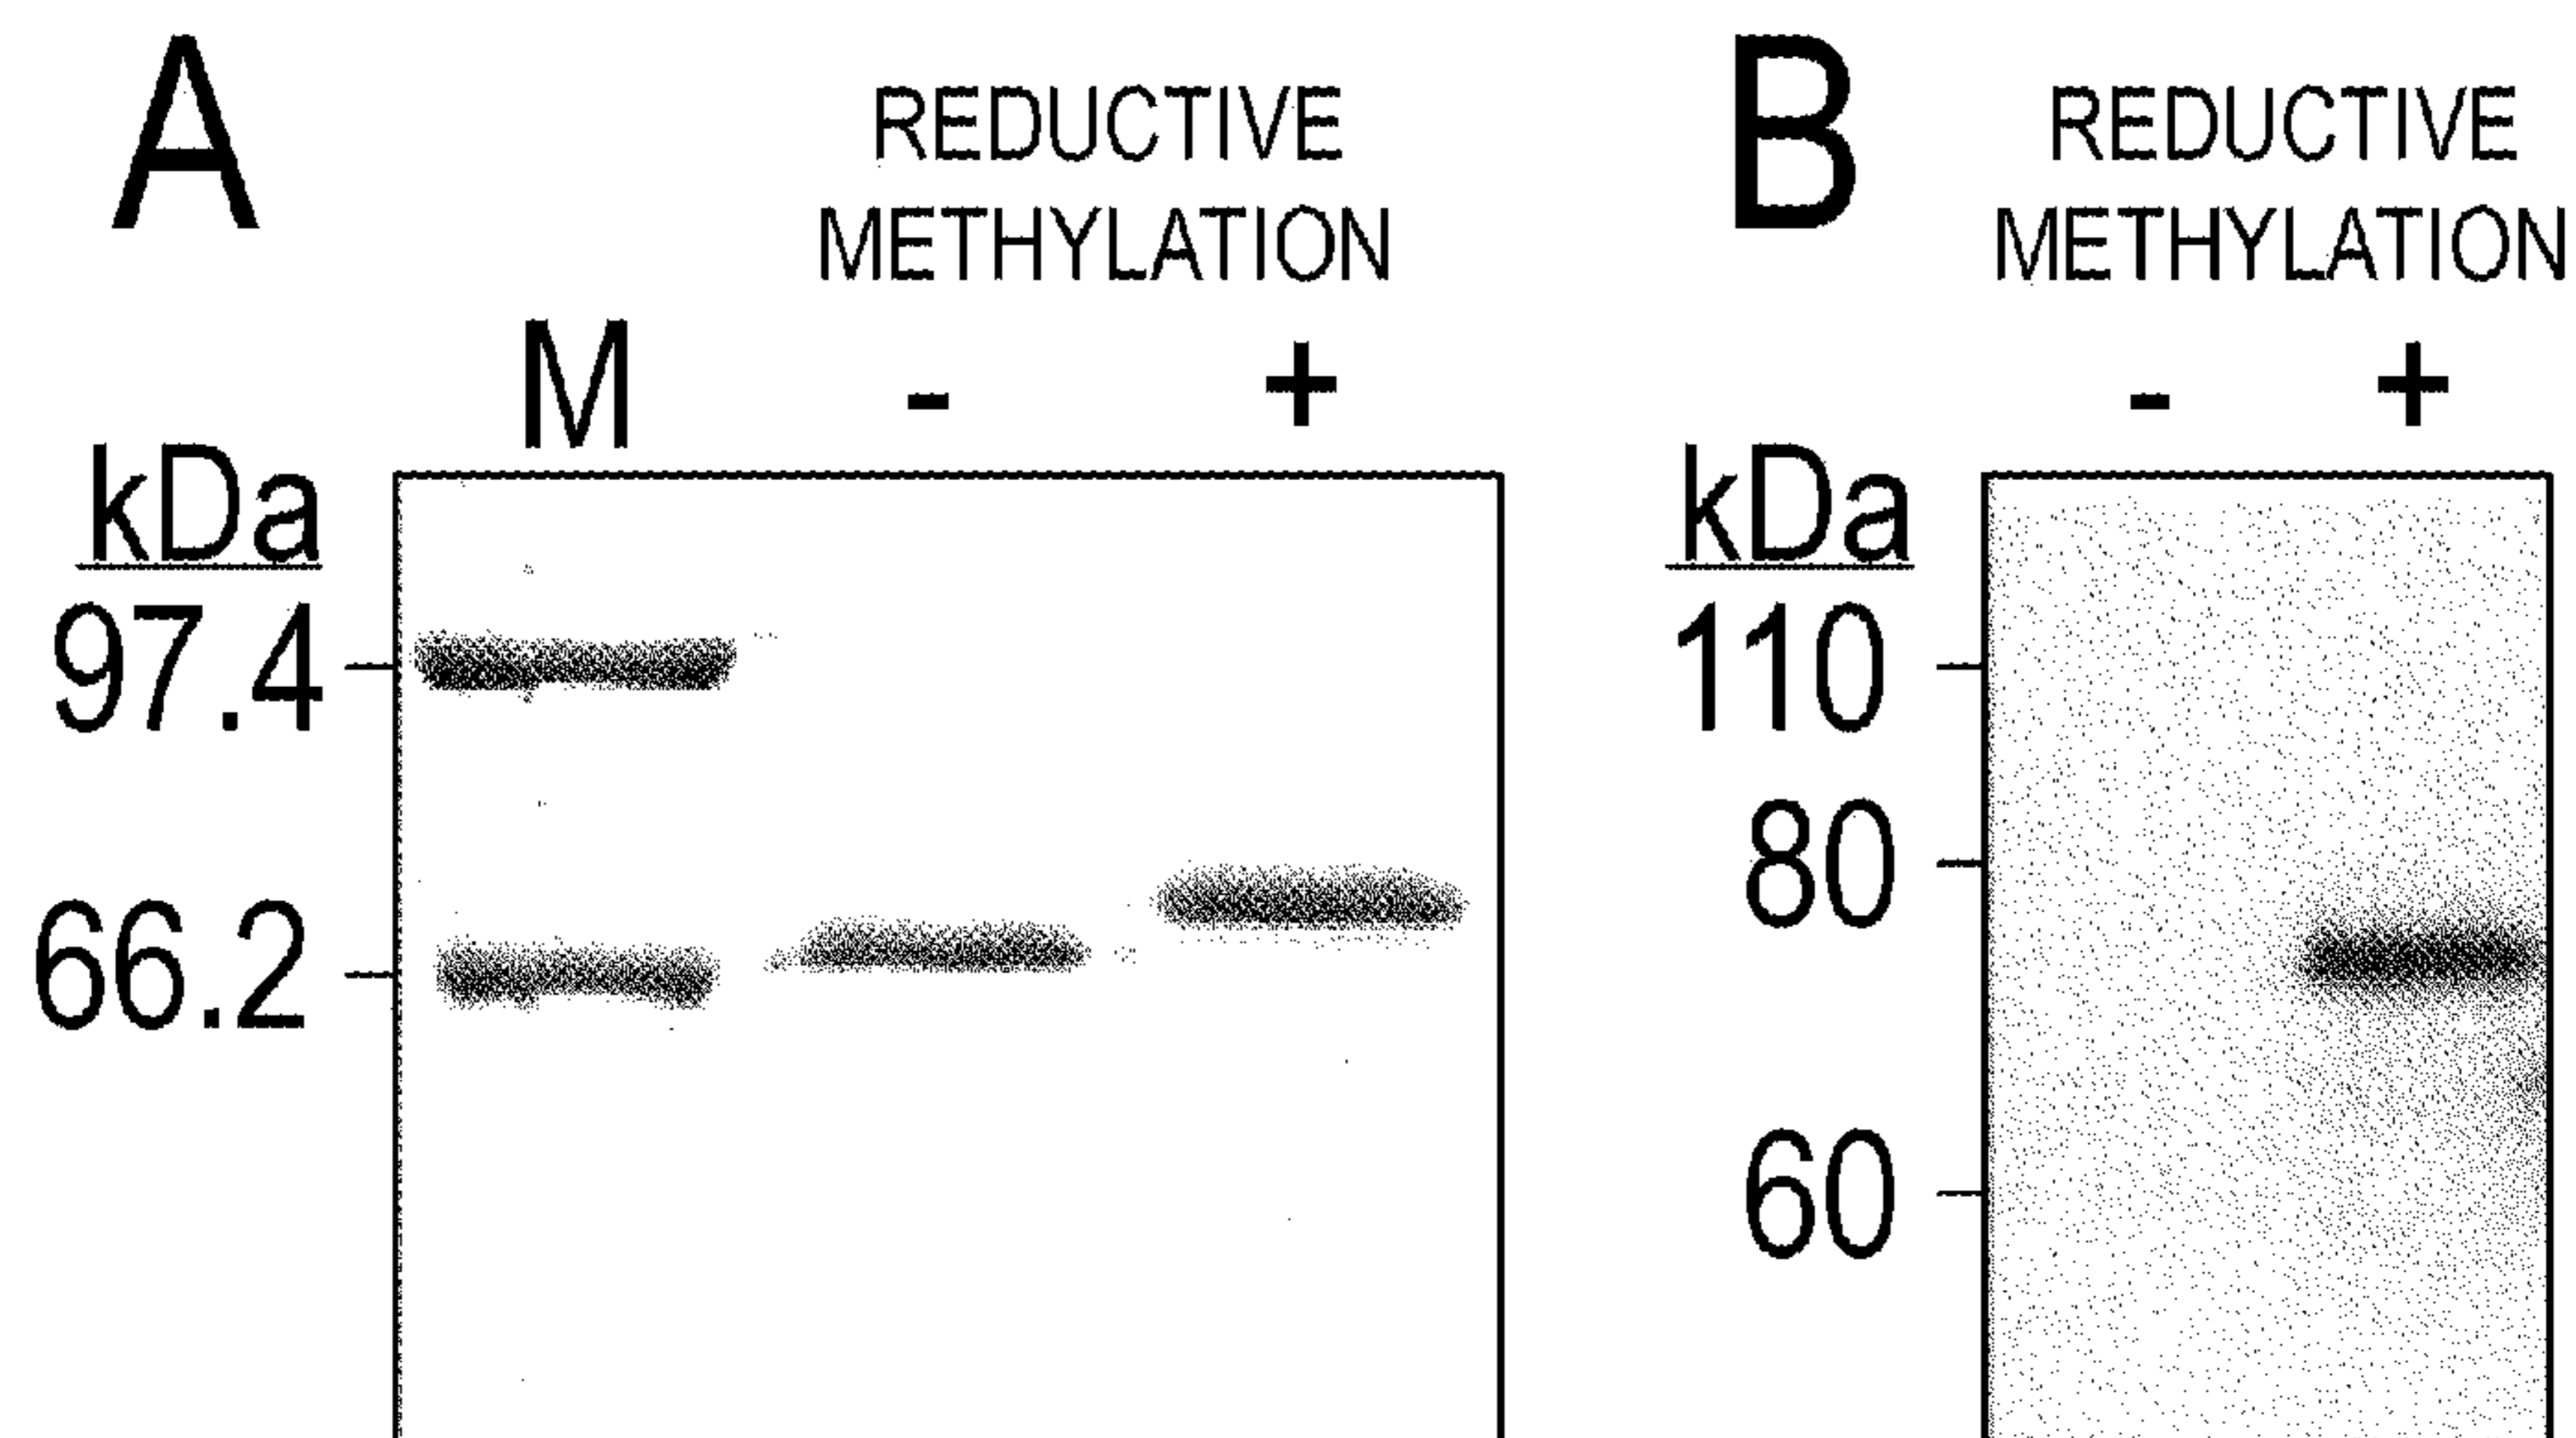 A
REDUCTIVE
METHYLATION
M - +
kDa
97.4
66.2
B
REDUCTIVE
METHYLATION
- +
kDa
110
80
60